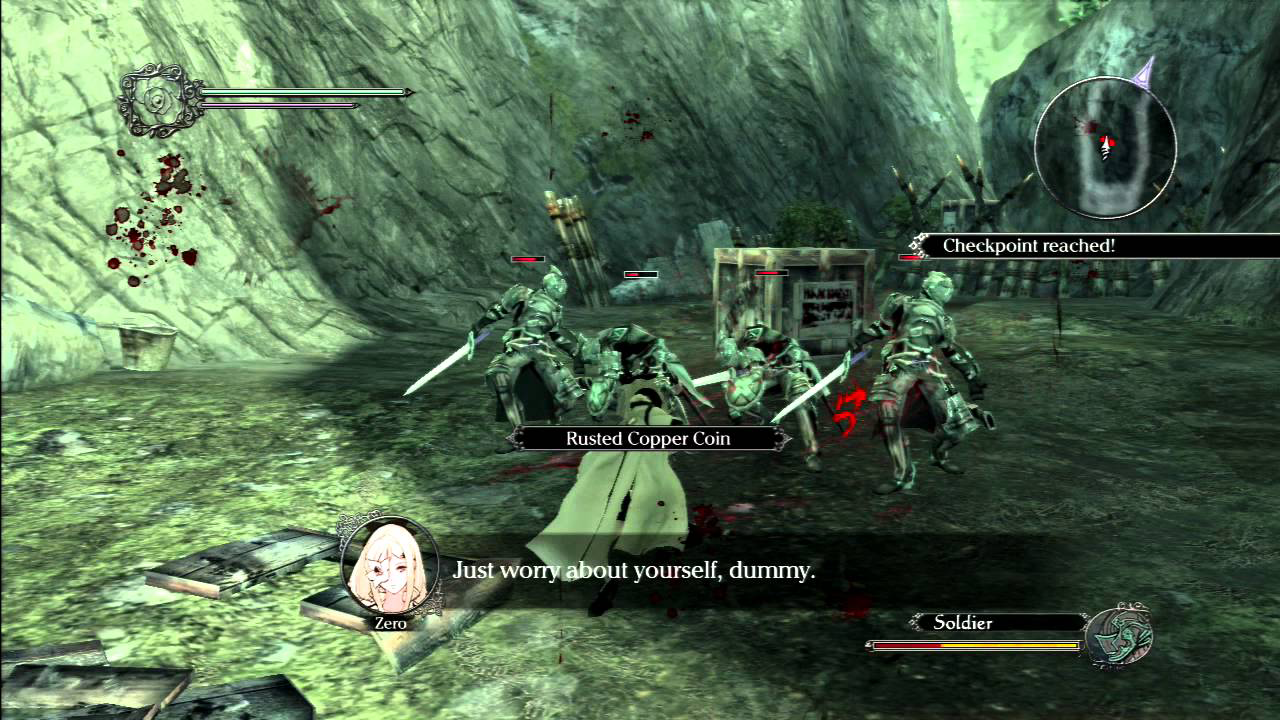 Checkpoint reached!
Rusted Copper Coin
Just worry about yourself, dummy.
Zero
Soldier